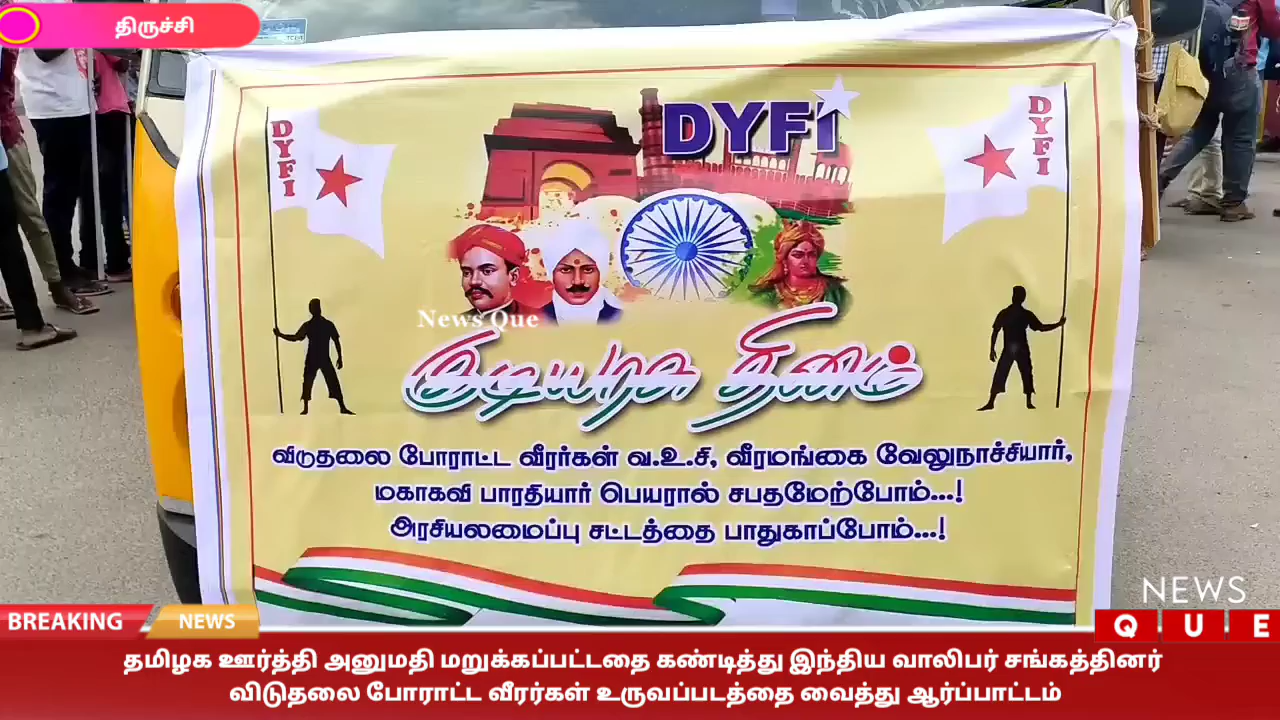 திருச்சி
DYFI
DYFI
DYFI
News Que
குடியரசு தினம்
விடுதலை போராட்ட வீரர்கள் வ.உ.சி, வீரமங்கை வேலுநாச்சியார்,
மகாகவி பாரதியார் பெயரால் சபதமேற்போம்...!
அரசியலமைப்பு சட்டத்தை பாதுகாப்போம்...!
NEWS
QUE
BREAKING NEWS
தமிழக ஊர்த்தி அனுமதி மறுக்கப்பட்டதை கண்டித்து இந்திய வாலிபர் சங்கத்தினர்
விடுதலை போராட்ட வீரர்கள் உருவப்படத்தை வைத்து ஆர்ப்பாட்டம்